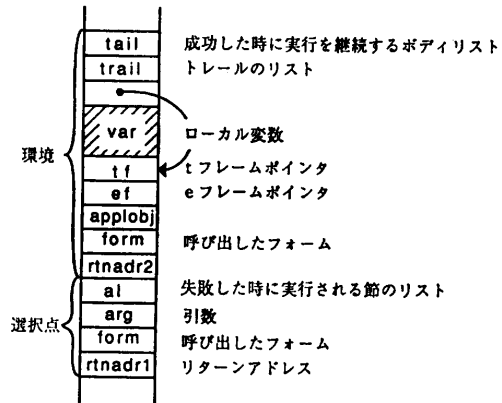 tail 成功した時に実行を継続するボディリスト
trail トレールのリスト
var ローカル変数
環境
tf tフレームポインタ
ef eフレームポインタ
applobj
form 呼び出したフォーム
rtnadr2
al 失敗した時に実行される節のリスト
選択点
arg 引数
form 呼び出したフォーム
rtnadr1 リターンアドレス